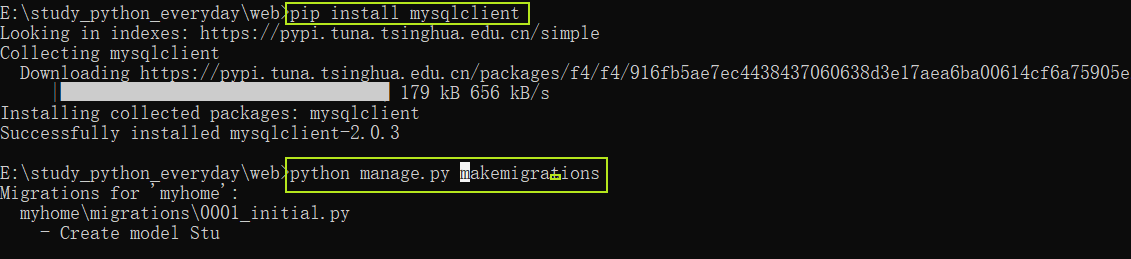 E:\study_python_everyday\web>pip install mysqlclient
Looking in indexes: https://pypi.tuna.tsinghua.edu.cn/simple
Collecting mysqlclient
  Downloading https://pypi.tuna.tsinghua.edu.cn/packages/f4/f4/916fb5ae7ec4438437060638d3e17aea6ba00614cf6a75905e
     |████████████████████████████████| 179 kB 656 kB/s
Installing collected packages: mysqlclient
Successfully installed mysqlclient-2.0.3
E:\study_python_everyday\web>python manage.py makemigrations
Migrations for 'myhome':
  myhome\migrations\0001_initial.py
    - Create model Stu